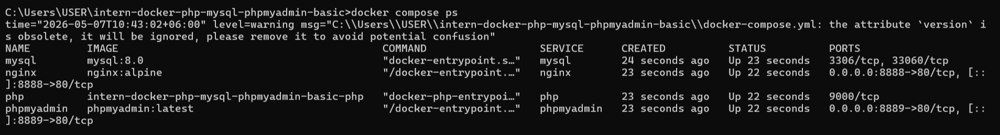 C:\Users\USER\intern-docker-php-mysql-phpmyadmin-basic>docker compose ps
time="2026-05-07T10:43:02+06:00" level=warning msg="C:\\Users\\USER\\intern-docker-php-mysql-phpmyadmin-basic\\docker-compose.yml: the attribute `version` i
s obsolete, it will be ignored, please remove it to avoid potential confusion"
NAME         IMAGE                                          COMMAND                  SERVICE      CREATED          STATUS          PORTS
mysql        mysql:8.0                                      "docker-entrypoint.s…"   mysql        24 seconds ago   Up 23 seconds   3306/tcp, 33060/tcp
nginx        nginx:alpine                                   "/docker-entrypoint.…"   nginx        23 seconds ago   Up 22 seconds   0.0.0.0:8888->80/tcp, [::
]:8888->80/tcp
php          intern-docker-php-mysql-phpmyadmin-basic-php   "docker-php-entrypoi…"   php          23 seconds ago   Up 22 seconds   9000/tcp
phpmyadmin   phpmyadmin:latest                              "/docker-entrypoint.…"   phpmyadmin   23 seconds ago   Up 22 seconds   0.0.0.0:8889->80/tcp, [::
]:8889->80/tcp